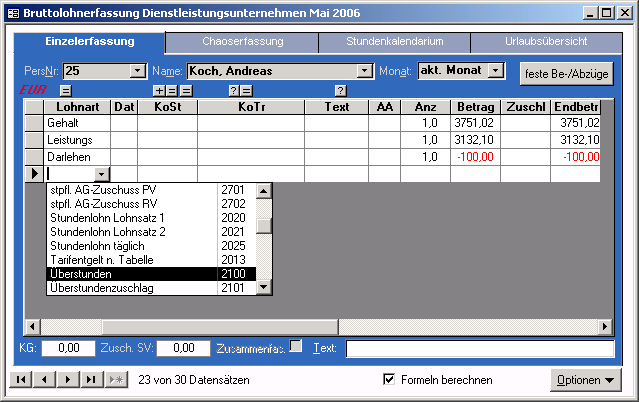 Bruttolohnerfassung Dienstleistungsunternehmen Mai 2006
Einzelerfassung Chaoserfassung Stundenkalendarium Urlaubsübersicht
PersNr: 25 Name: Koch, Andreas Monat: akt. Monat feste Be-/Abzüge
EUR = + = = ? = ?
Lohnart Dat KoSt KoTr Text AA Anz Betrag Zuschl Endbetr
Gehalt 1,0 3751,02 3751,02
Leistungs 1,0 3132,10 3132,10
Darlehen 1,0 -100,00 -100,00
stpfl. AG-Zuschuss PV 2701
stpfl. AG-Zuschuss RV 2702
Stundenlohn Lohnsatz 1 2020
Stundenlohn Lohnsatz 2 2021
Stundenlohn täglich 2025
Tarifentgelt n. Tabelle 2013
Überstunden 2100
Überstundenzuschlag 2101
KG: 0,00 Zusch. SV: 0,00 Zusammenfas. Text:
23 von 30 Datensätzen Formeln berechnen Optionen